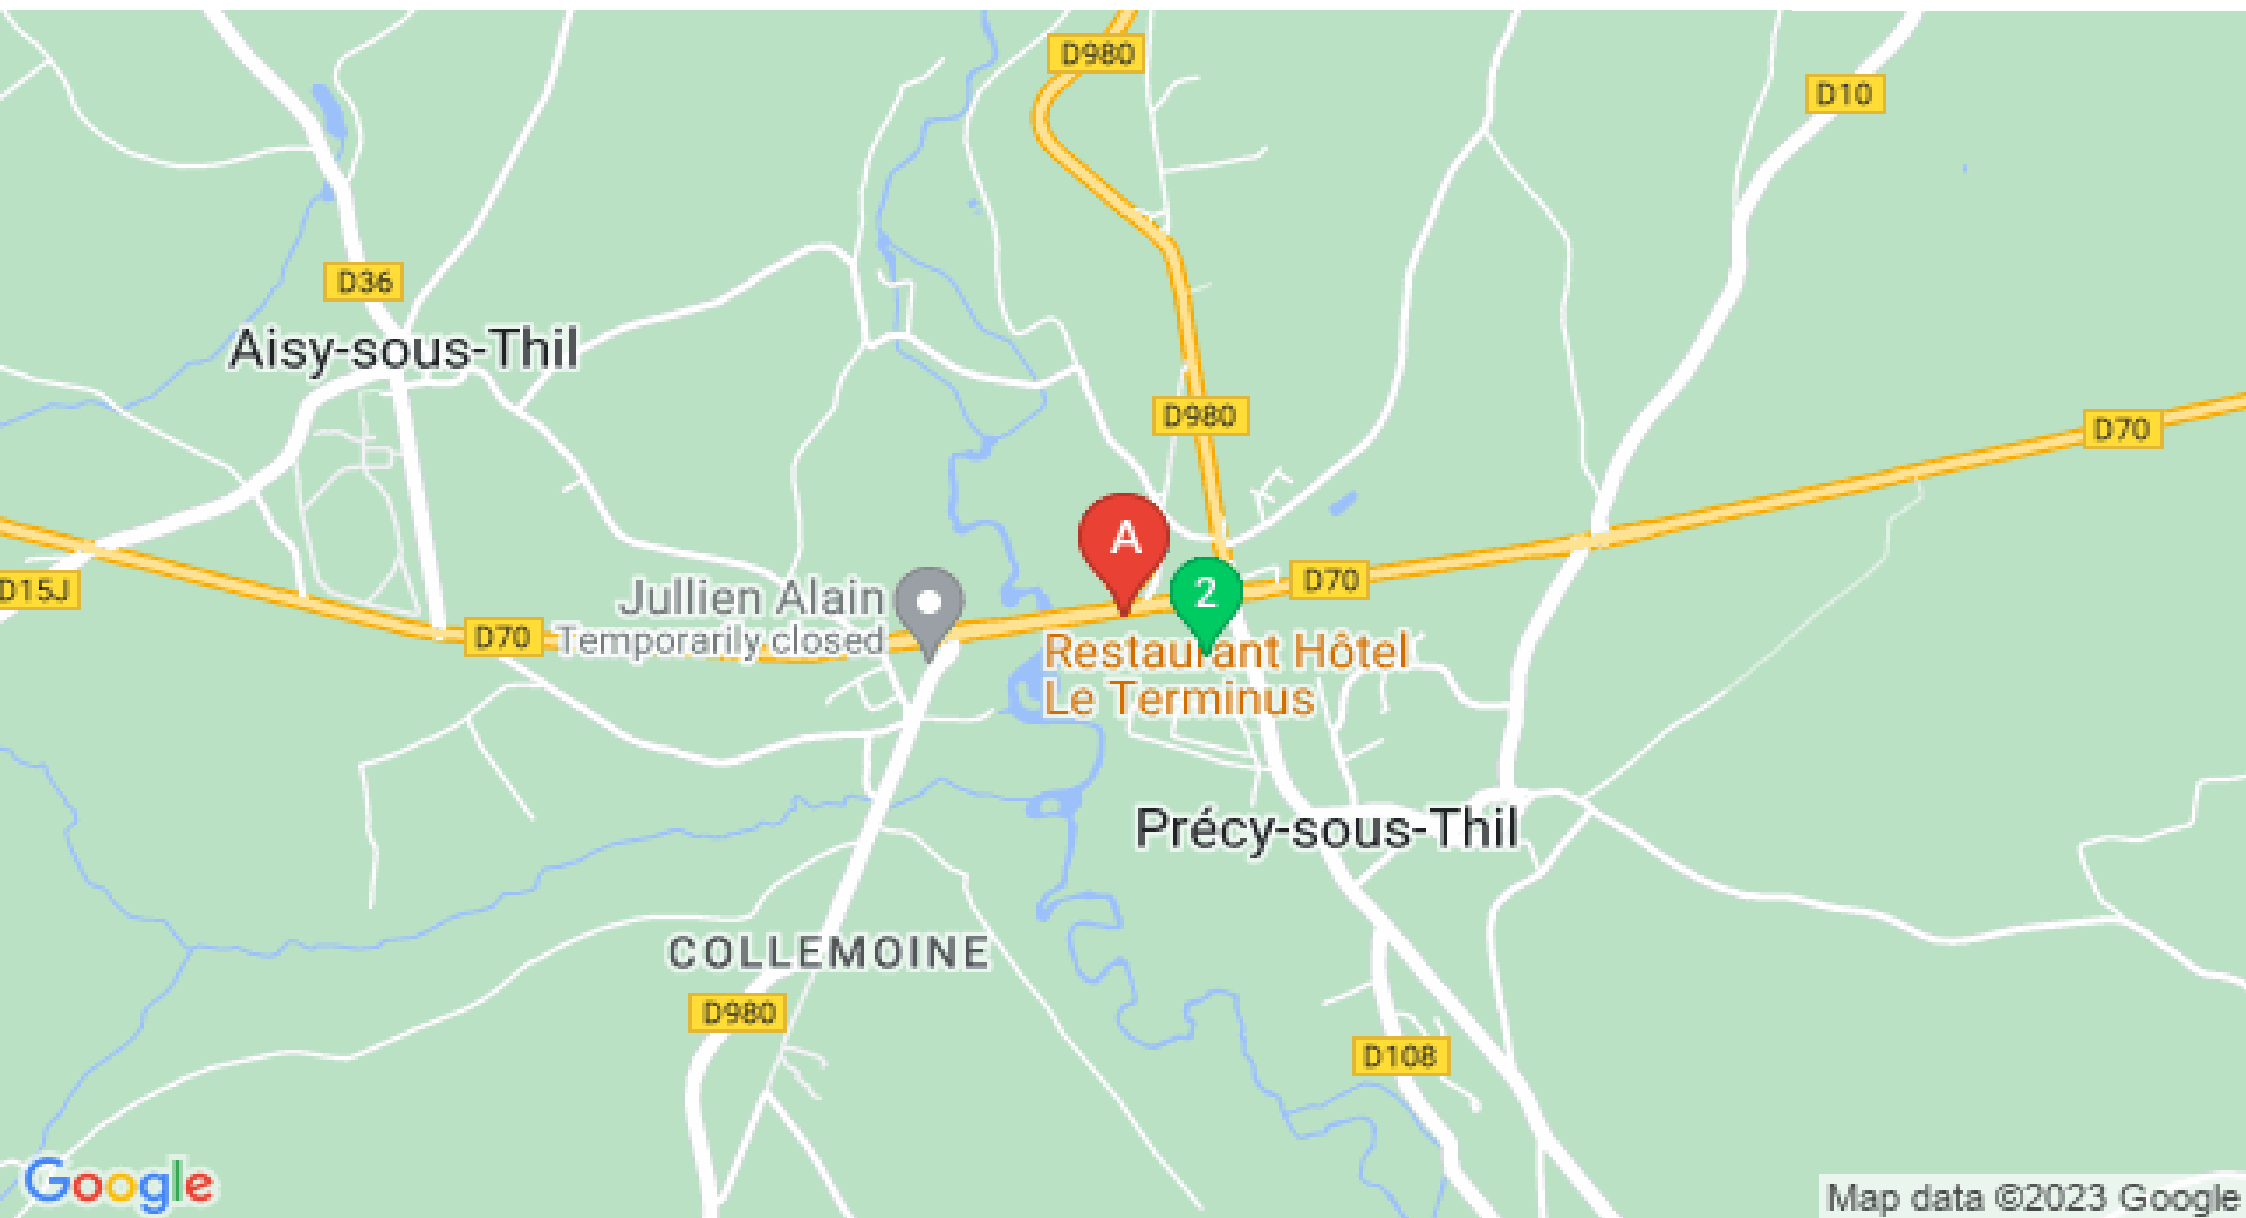 D980
D10
D36
Aisy-sous-Thil
D980
D70
A
D15J
Jullien Alain
Temporarily closed
2
D70
D70
Restaurant Hôtel
Le Terminus
Précy-sous-Thil
COLLEMOINE
D980
D108
Google
Map data ©2023 Google